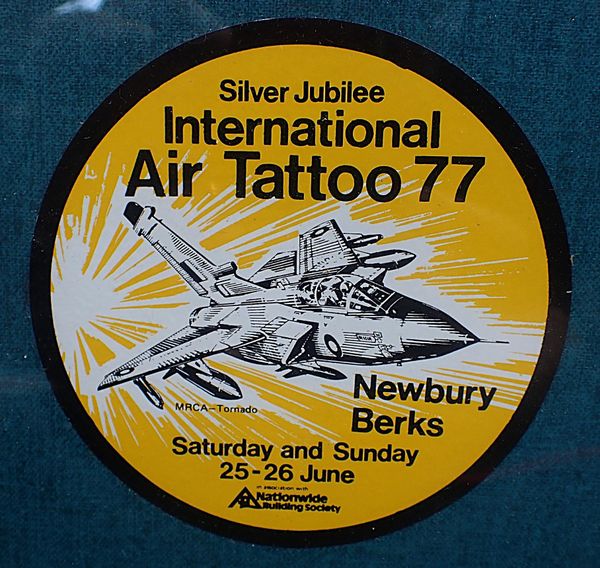 Silver Jubilee
International
Air Tattoo 77
MRCA–Tornado
Newbury
Berks
Saturday and Sunday
25-26 June
in association with
Nationwide
Building Society